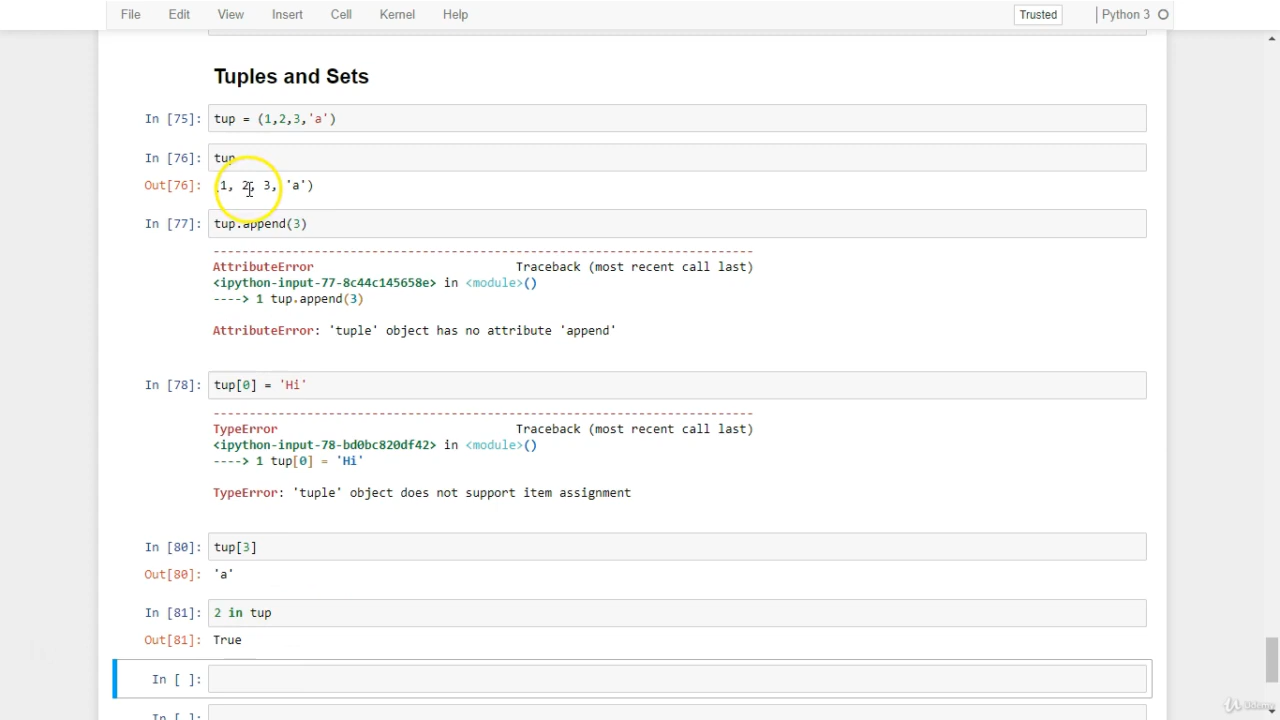 File Edit View Insert Cell Kernel Help Trusted Python 3
Tuples and Sets
In [75]: tup = (1,2,3,'a')
In [76]: tup
Out[76]: (1, 2, 3, 'a')
In [77]: tup.append(3)
---------------------------------------------------------------------------
AttributeError Traceback (most recent call last)
<ipython-input-77-8c44c145658e> in <module>()
----> 1 tup.append(3)
AttributeError: 'tuple' object has no attribute 'append'
In [78]: tup[0] = 'Hi'
---------------------------------------------------------------------------
TypeError Traceback (most recent call last)
<ipython-input-78-bd0bc820df42> in <module>()
----> 1 tup[0] = 'Hi'
TypeError: 'tuple' object does not support item assignment
In [80]: tup[3]
Out[80]: 'a'
In [81]: 2 in tup
Out[81]: True
In [ ]:
In [ ]:
Udemy